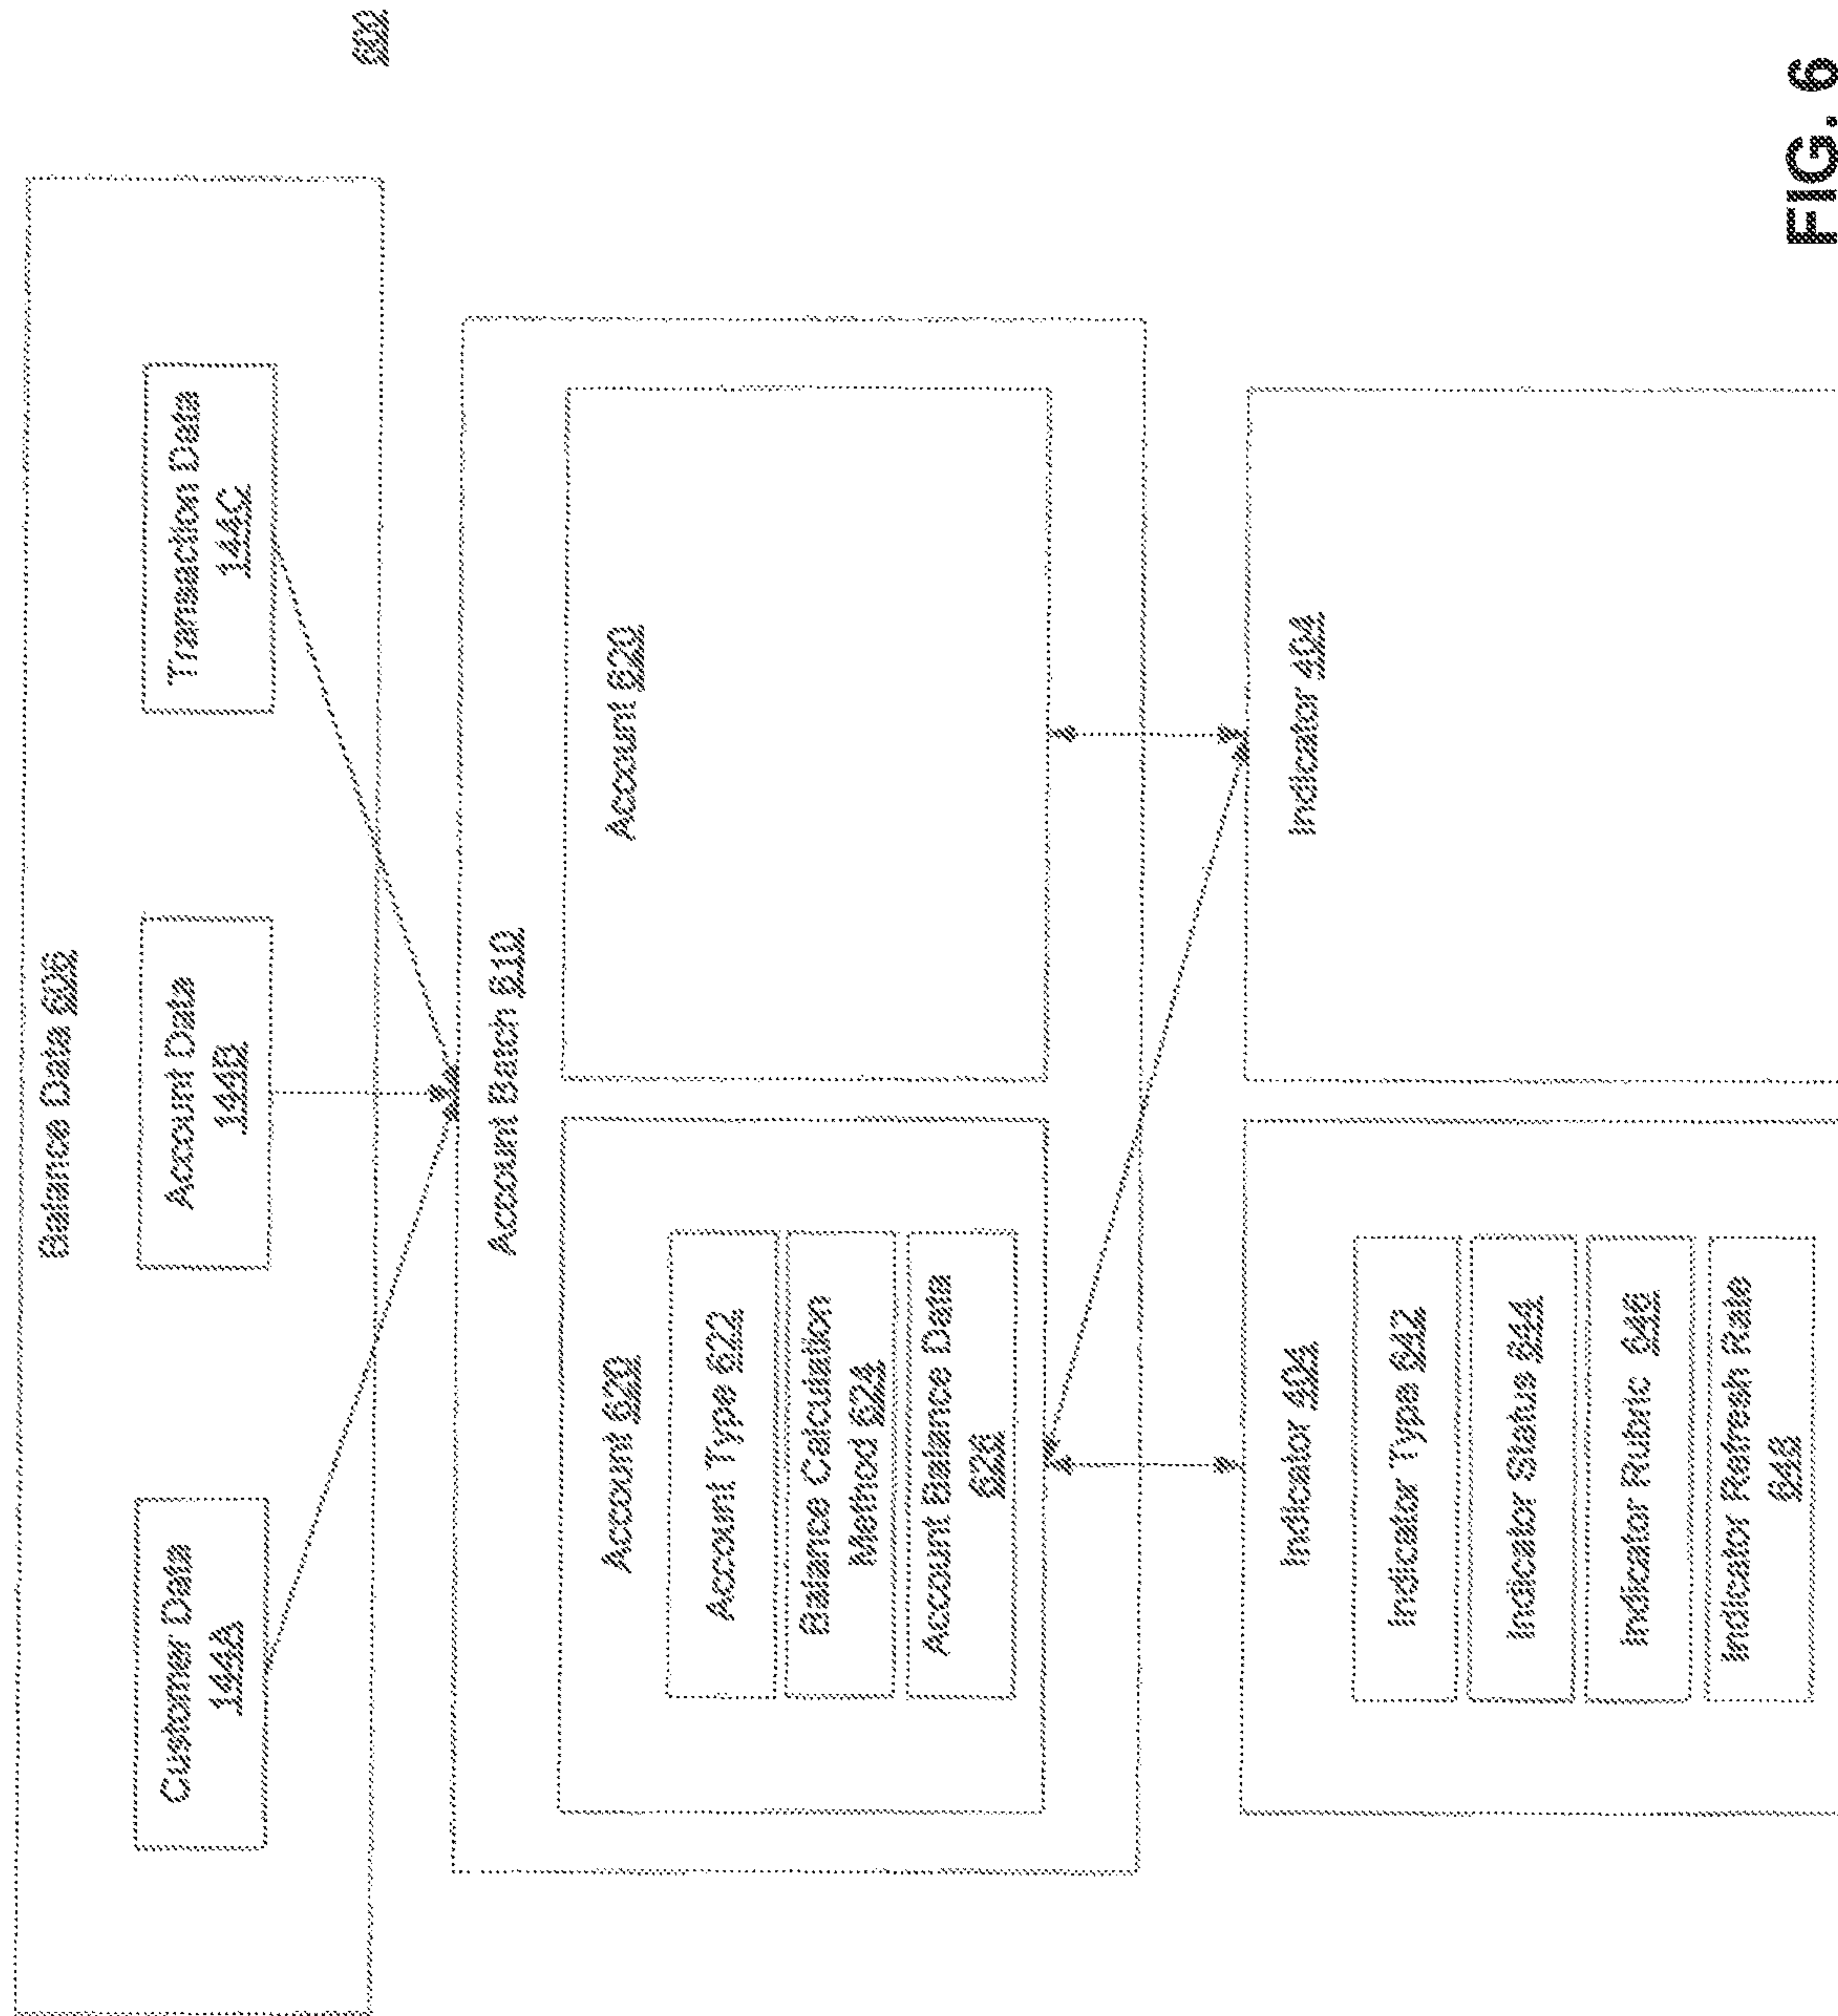 600
Balance Data 606
Customer Data
144A
Account Data
144B
Transaction Data
144C
Account Batch 610
Account 620
Account Type 622
Balance Calculation
Method 624
Account Balance Data
626
Account 620
Indicator 404
Indicator Type 642
Indicator Status 644
Indicator Rubric 646
Indicator Refresh Rate
648
Indicator 404
FIG. 6